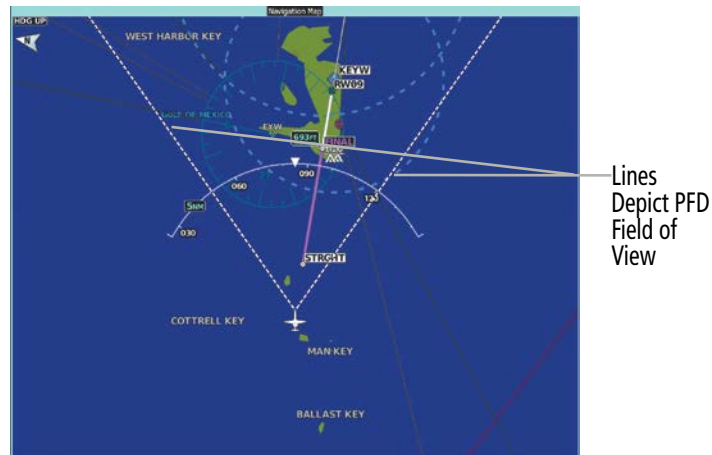 Navigation Map
HDG UP
N
WEST HARBOR KEY
KEYW
RW09
GULF OF MEXICO
EYW
693FT
FINAL
090
060
120
5NM
030
STRGHT
COTTRELL KEY
MAN KEY
BALLAST KEY
Lines
Depict PFD
Field of
View